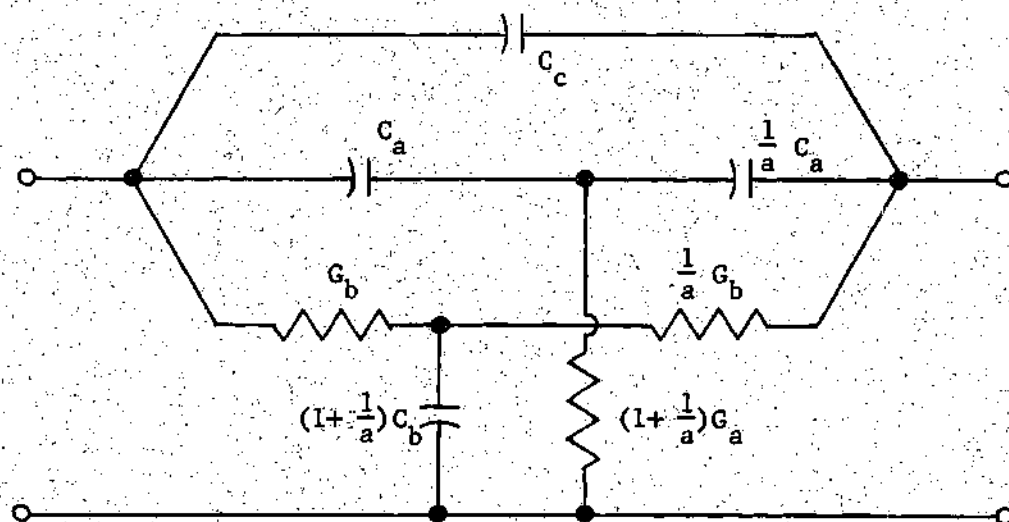 C_c
C_a
1/a C_a
G_b
1/a G_b
(1+ 1/a)C_b
(1+ 1/a)G_a